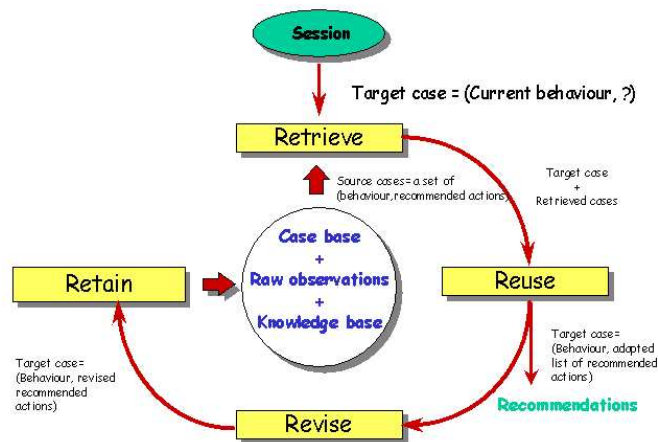 Session
Target case = (Current behaviour, ?)
Retrieve
Source cases= a set of
(behaviour,recommended actions)
Target case
+
Retrieved cases
Case base
+
Raw observations
+
Knowledge base
Retain
Reuse
Target case=
(Behaviour, adapted
list of recommended
actions)
Target case=
(Behaviour, revised
recommended
actions)
Recommendations
Revise